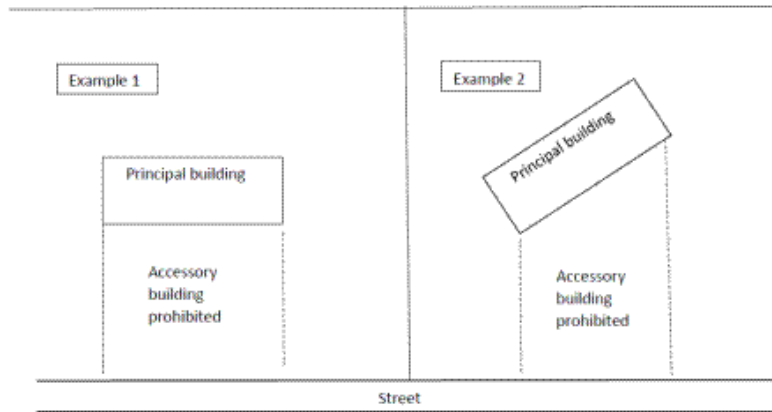 Example 1
Principal building
Accessory
building
prohibited
Example 2
Principal building
Accessory
building
prohibited
Street